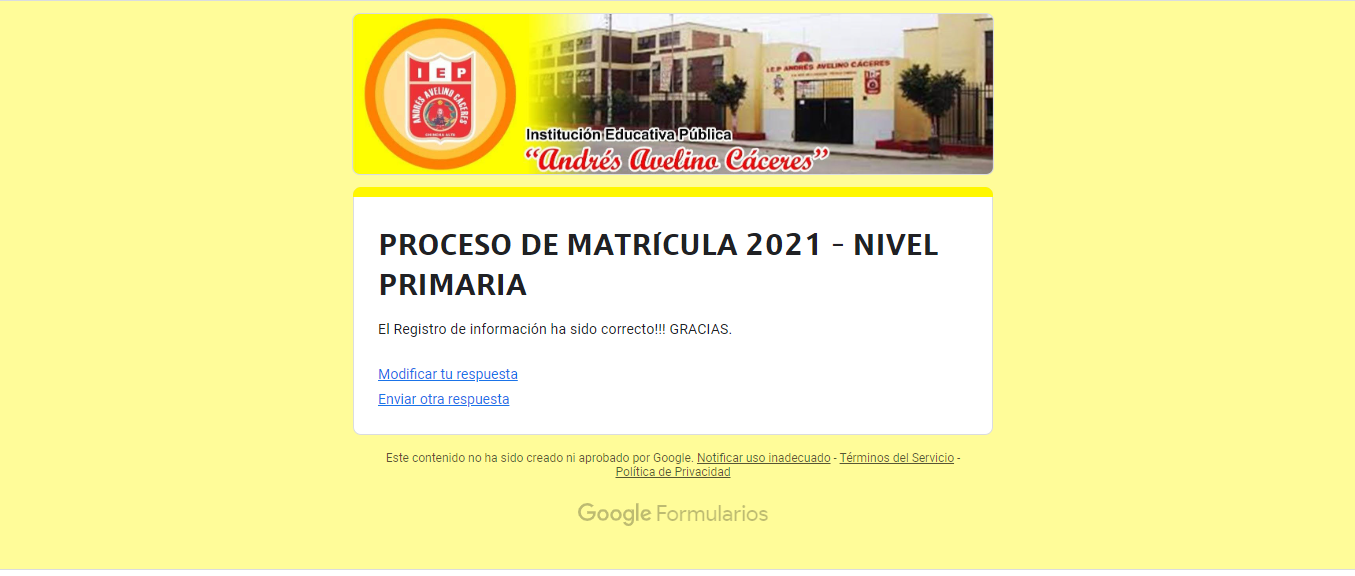 IEP
ANDRÉS AVELINO CÁCERES
I.E.P ANDRÉS AVELINO CÁCERES
Institución Educativa Pública
“Andrés Avelino Cáceres”
PROCESO DE MATRÍCULA 2021 - NIVEL
PRIMARIA
El Registro de información ha sido correcto!!! GRACIAS.
Modificar tu respuesta
Enviar otra respuesta
Este contenido no ha sido creado ni aprobado por Google. Notificar uso inadecuado - Términos del Servicio -
Política de Privacidad
Google Formularios